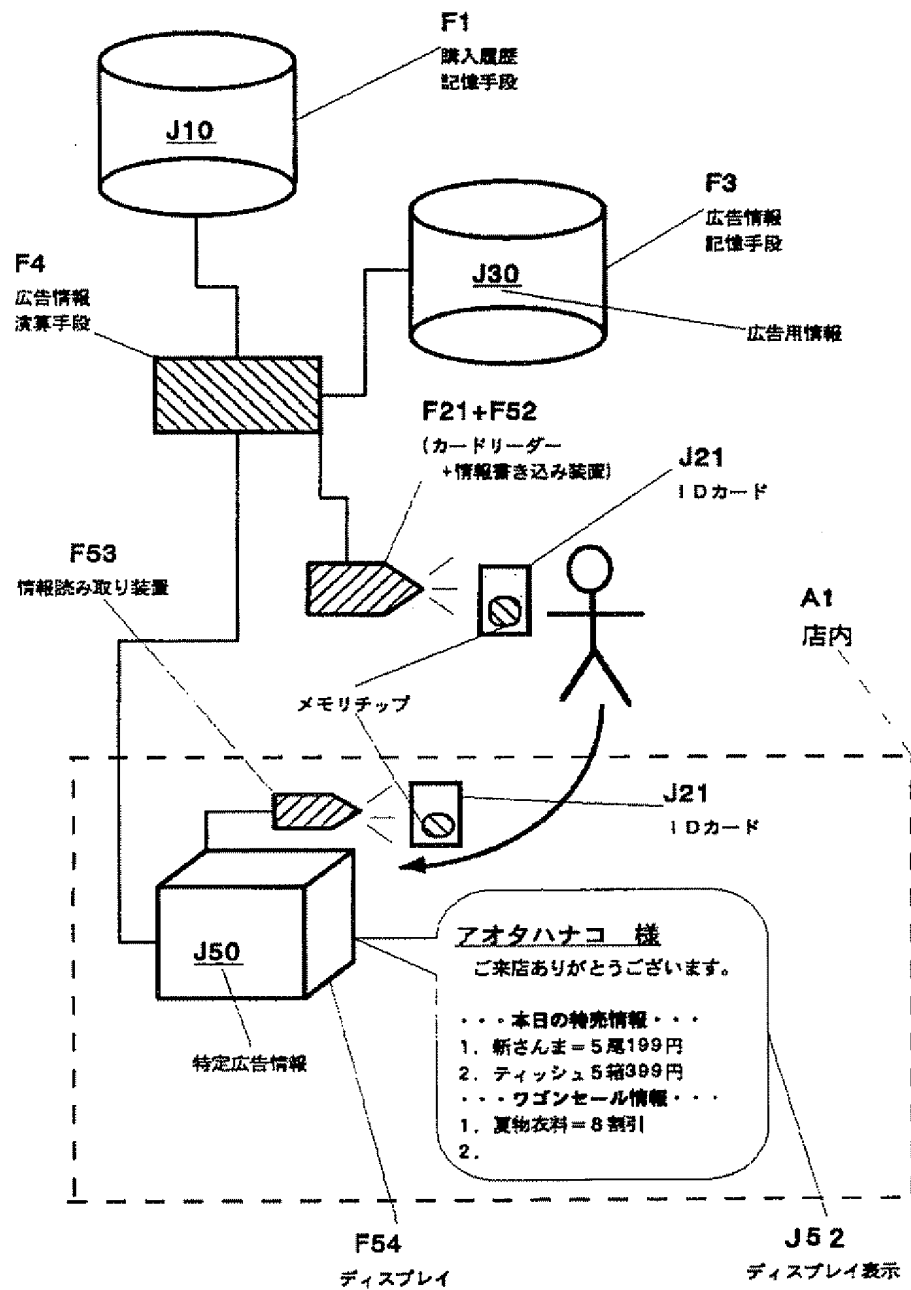 F1
購入履歴
記憶手段
J10
F3
広告情報
記憶手段
J30
広告用情報
F4
広告情報
演算手段
F21+F52
(カードリーダー
+情報書き込み装置)
J21
IDカード
F53
情報読み取り装置
A1
店内
メモリチップ
J21
IDカード
J50
特定広告情報
アオタハナコ 様
ご来店ありがとうございます。
・・・本日の特売情報・・・
1. 新さんま=5尾199円
2. ティッシュ5箱399円
・・・ワゴンセール情報・・・
1. 夏物衣料=8割引
2.
F54
ディスプレイ
J52
ディスプレイ表示